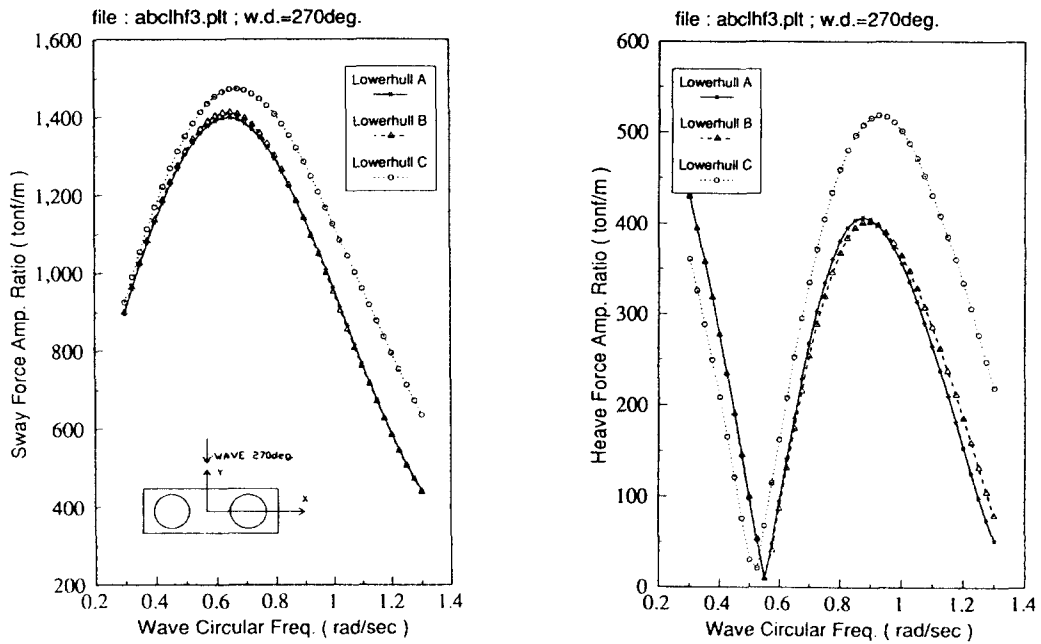 file : abclhf3.plt ; w.d.=270deg.
Sway Force Amp. Ratio ( tonf/m )
1,600
1,400
1,200
1,000
800
600
400
200
Lowerhull A
Lowerhull B
Lowerhull C
WAVE 270deg.
Y
X
0.2 0.4 0.6 0.8 1 1.2 1.4
Wave Circular Freq. ( rad/sec )
file : abclhf3.plt ; w.d.=270deg.
Heave Force Amp. Ratio ( tonf/m )
600
500
400
300
200
100
0
Lowerhull A
Lowerhull B
Lowerhull C
0.2 0.4 0.6 0.8 1 1.2 1.4
Wave Circular Freq. ( rad/sec )